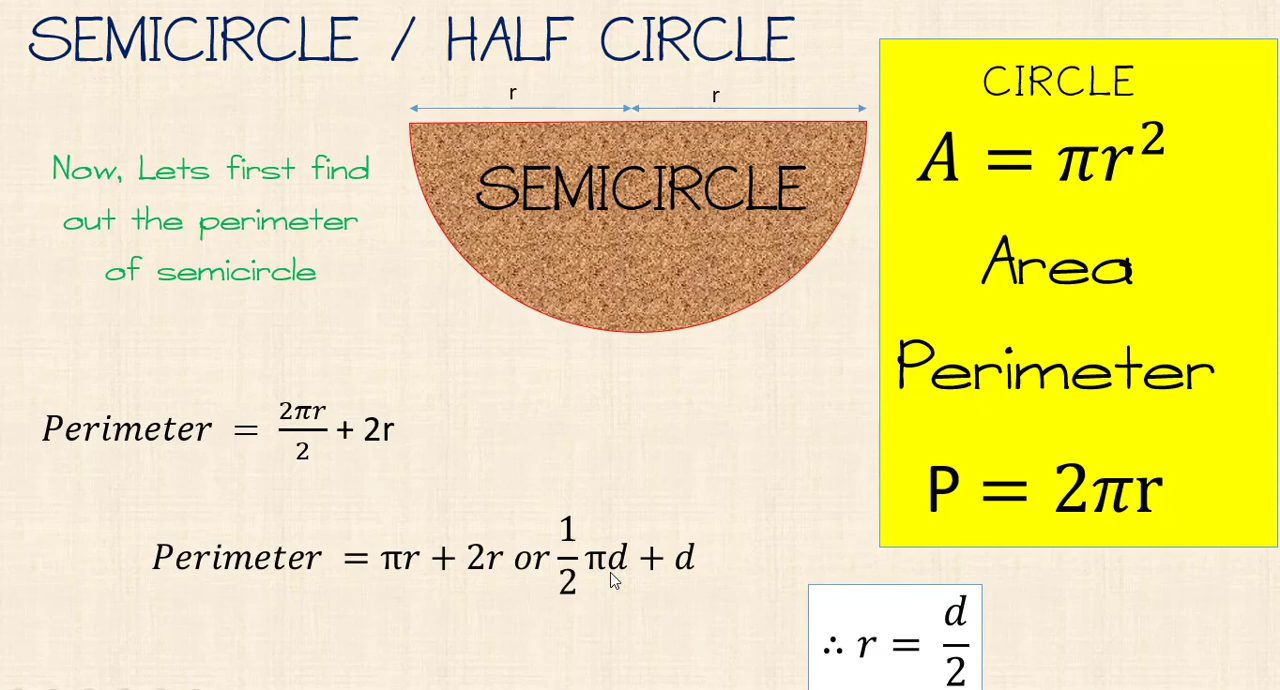 SEMICIRCLE / HALF CIRCLE
r r
Now, Lets first find
out the perimeter
of semicircle
SEMICIRCLE
Perimeter = 2πr/2 + 2r
Perimeter = πr + 2r or 1/2 πd + d
CIRCLE
A = πr²
Area
Perimeter
P = 2πr
∴ r = d/2